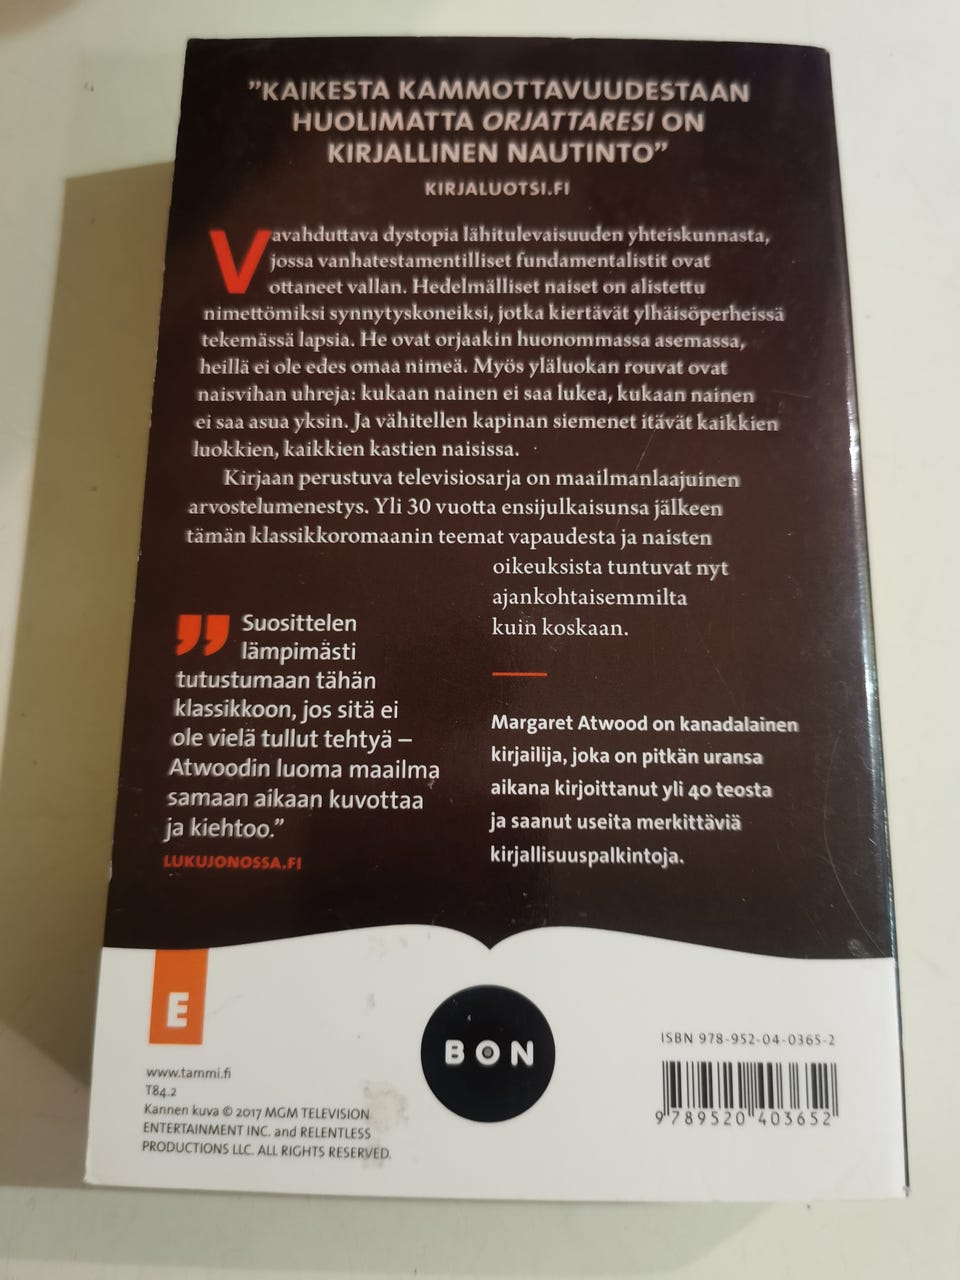 ”KAIKESTA KAMMOTTAVUUDESTAAN
HUOLIMATTA ORJATTARESI ON
KIRJALLINEN NAUTINTO”
KIRJALUOTSI.FI
Vavahduttava dystopia lähitulevaisuuden yhteiskunnasta,
jossa vanhatestamentilliset fundamentalistit ovat
ottaneet vallan. Hedelmälliset naiset on alistettu
nimettömiksi synnytyskoneiksi, jotka kiertävät ylhäisöperheissä
tekemässä lapsia. He ovat orjaakin huonommassa asemassa,
heillä ei ole edes omaa nimeä. Myös yläluokan rouvat ovat
naisvihan uhreja: kukaan nainen ei saa lukea, kukaan nainen
ei saa asua yksin. Ja vähitellen kapinan siemenet itävät kaikkien
luokkien, kaikkien kastien naisissa.
Kirjaan perustuva televisiosarja on maailmanlaajuinen
arvostelumenestys. Yli 30 vuotta ensijulkaisunsa jälkeen
tämän klassikkoromaanin teemat vapaudesta ja naisten
oikeuksista tuntuvat nyt
ajankohtaisemmilta
kuin koskaan.
” Suosittelen
lämpimästi
tutustumaan tähän
klassikkoon, jos sitä ei
ole vielä tullut tehtyä –
Atwoodin luoma maailma
samaan aikaan kuvottaa
ja kiehtoo.”
LUKUJONOSSA.FI
Margaret Atwood on kanadalainen
kirjailija, joka on pitkän uransa
aikana kirjoittanut yli 40 teosta
ja saanut useita merkittäviä
kirjallisuuspalkintoja.
E
www.tammi.fi
T84.2
Kannen kuva © 2017 MGM TELEVISION
ENTERTAINMENT INC. and RELENTLESS
PRODUCTIONS LLC. ALL RIGHTS RESERVED.
BON
ISBN 978-952-04-0365-2
9 789520 403652